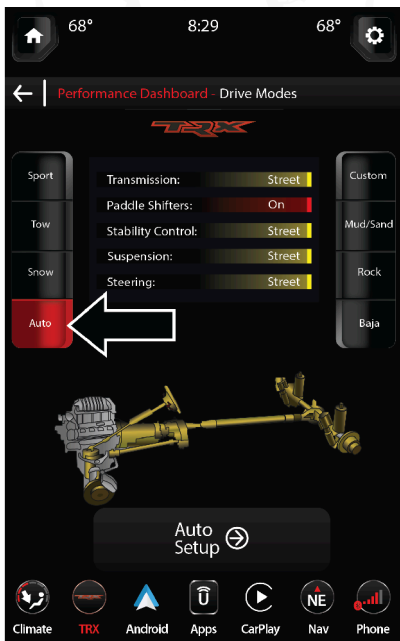 68° 8:29 68°
Performance Dashboard - Drive Modes
TRX
Sport
Tow
Snow
Auto
Transmission: Street
Paddle Shifters: On
Stability Control: Street
Suspension: Street
Steering: Street
Custom
Mud/Sand
Rock
Baja
Auto
Setup
NE
Climate TRX Android Apps CarPlay Nav Phone